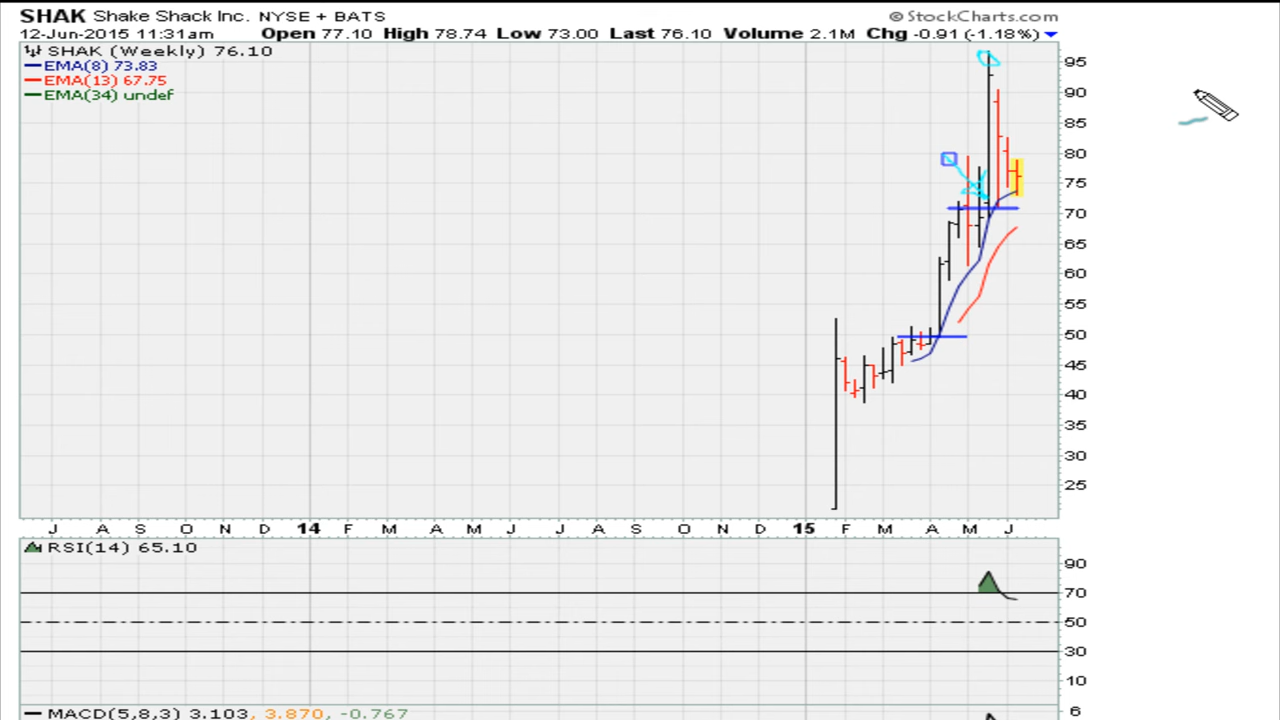 SHAK Shake Shack Inc. NYSE + BATS © StockCharts.com
12-Jun-2015 11:31am Open 77.10 High 78.74 Low 73.00 Last 76.10 Volume 2.1M Chg -0.91 (-1.18%)
SHAK (Weekly) 76.10
EMA(8) 73.83
EMA(13) 67.75
EMA(34) undef
95
90
85
80
75
70
65
60
55
50
45
40
35
30
25
J A S O N D 14 F M A M J J A S O N D 15 F M A M J
RSI(14) 65.10
90
70
50
30
10
MACD(5,8,3) 3.103, 3.870, -0.767
6